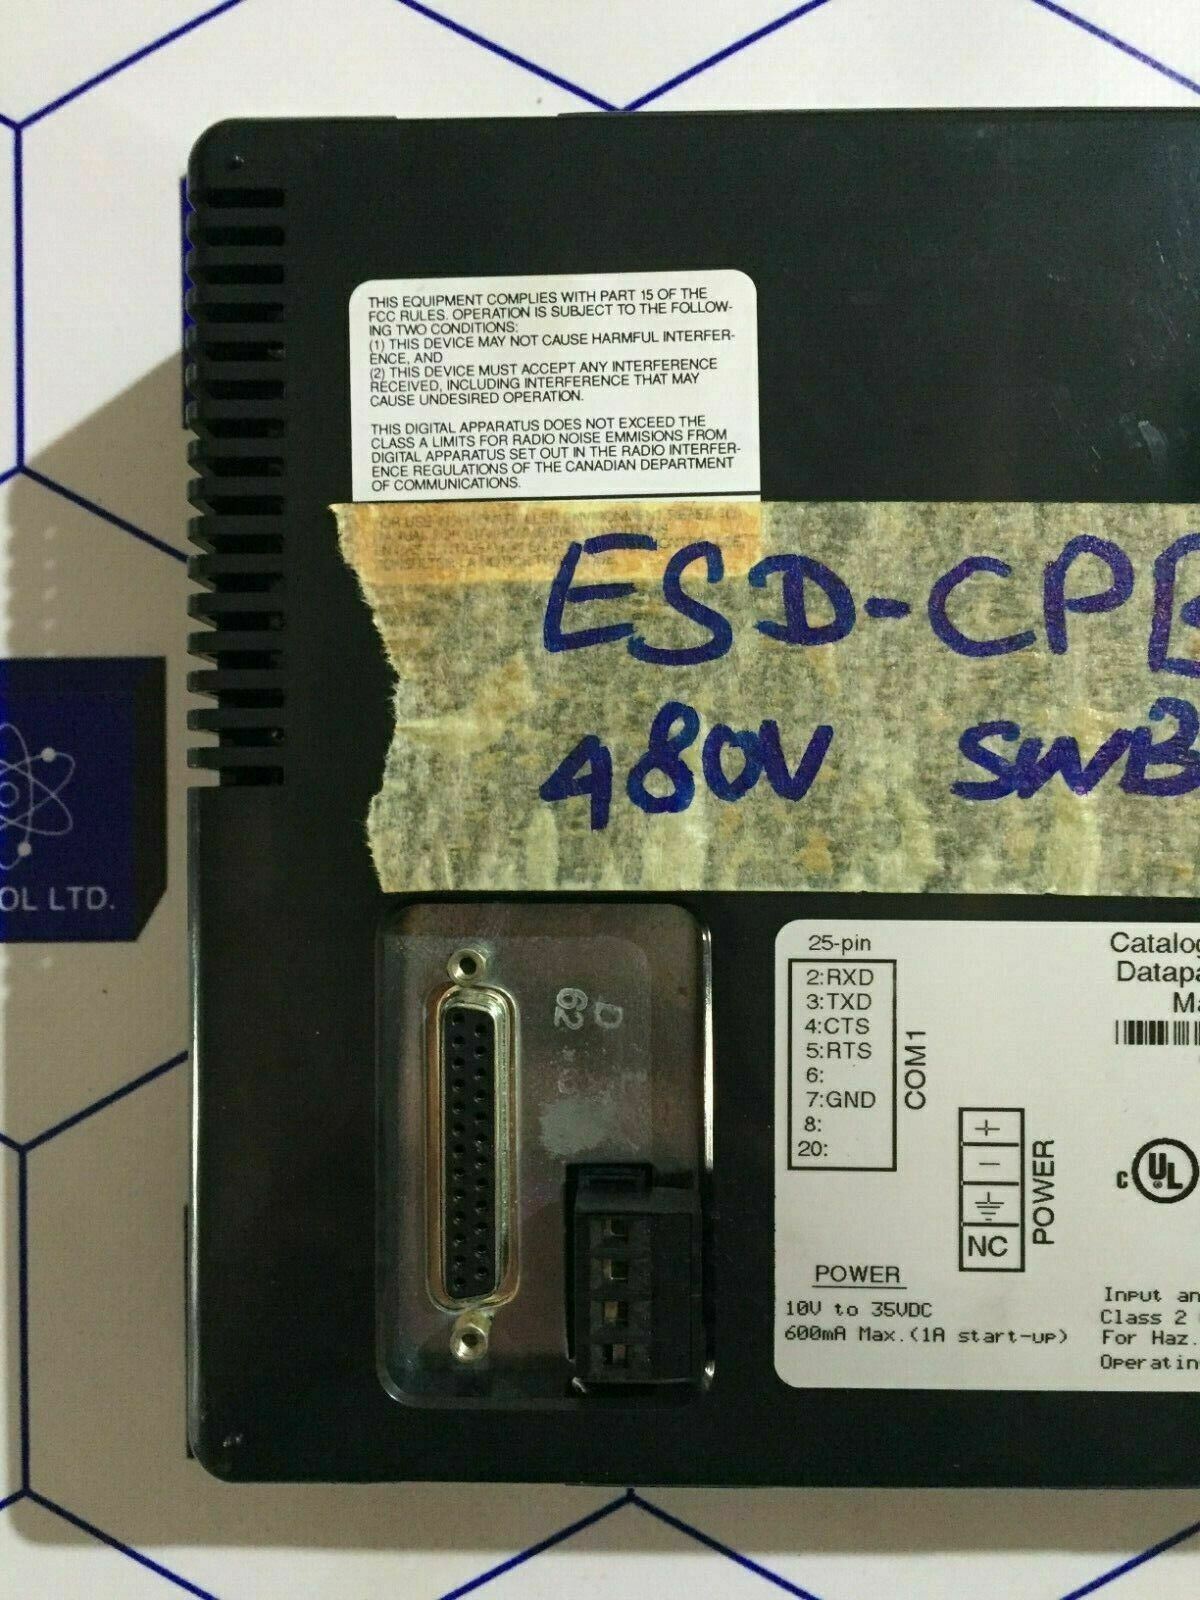 THIS EQUIPMENT COMPLIES WITH PART 15 OF THE
FCC RULES. OPERATION IS SUBJECT TO THE FOLLOW-
ING TWO CONDITIONS:
(1) THIS DEVICE MAY NOT CAUSE HARMFUL INTERFER-
ENCE, AND
(2) THIS DEVICE MUST ACCEPT ANY INTERFERENCE
RECEIVED, INCLUDING INTERFERENCE THAT MAY
CAUSE UNDESIRED OPERATION.
THIS DIGITAL APPARATUS DOES NOT EXCEED THE
CLASS A LIMITS FOR RADIO NOISE EMMISIONS FROM
DIGITAL APPARATUS SET OUT IN THE RADIO INTERFER-
ENCE REGULATIONS OF THE CANADIAN DEPARTMENT
OF COMMUNICATIONS.
ESD-CP
480V SWB
OL LTD.
D
62
25-pin
2:RXD
3:TXD
4:CTS
5:RTS
6:
7:GND
8:
20:
COM1
+
-
NC
POWER
POWER
10V to 35VDC
600mA Max.(1A start-up)
Catalog
Datapa
Ma
c UL
Input an
Class 2
For Haz.
Operatin